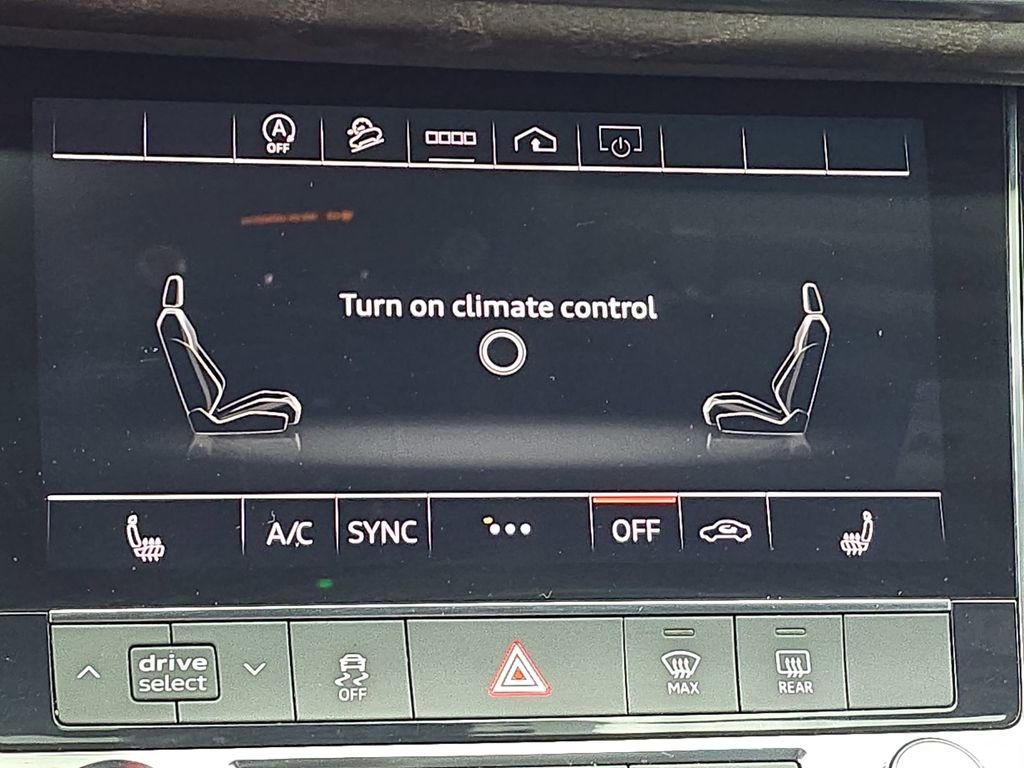 A
OFF
Turn on climate control
A/C
SYNC
OFF
drive
select
OFF
MAX
REAR